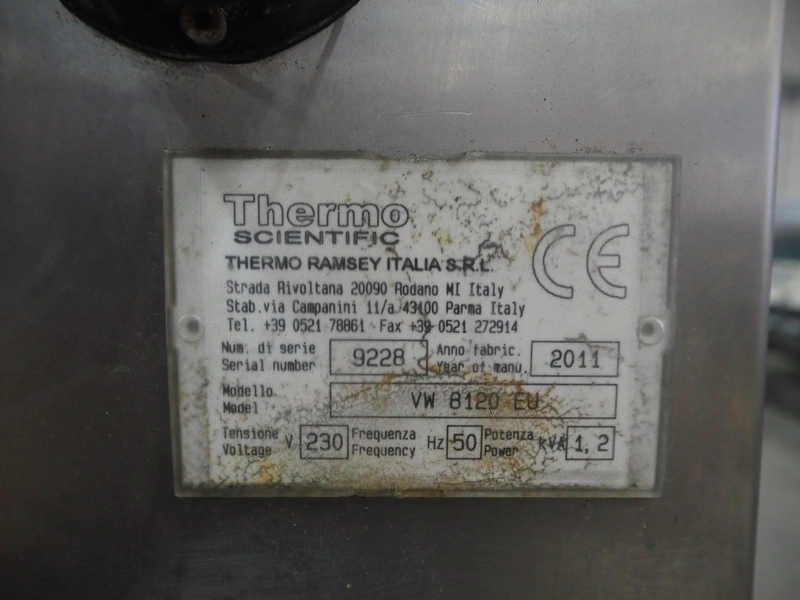 Thermo
SCIENTIFIC
THERMO RAMSEY ITALIA S.R.L.
Strada Rivoltana 20090 Rodano MI Italy
Stab.via Campanini 11/a 43100 Parma Italy
Tel. +39 0521 78861 - Fax +39 0521 272914
Num. di serie 9228 Anno fabric. 2011
Serial number Year of manu.
Modello VW 8120 EU
Model
Tensione V 230 Frequenza Hz 50 Potenza kVA 1,2
Voltage Frequency Power
CE